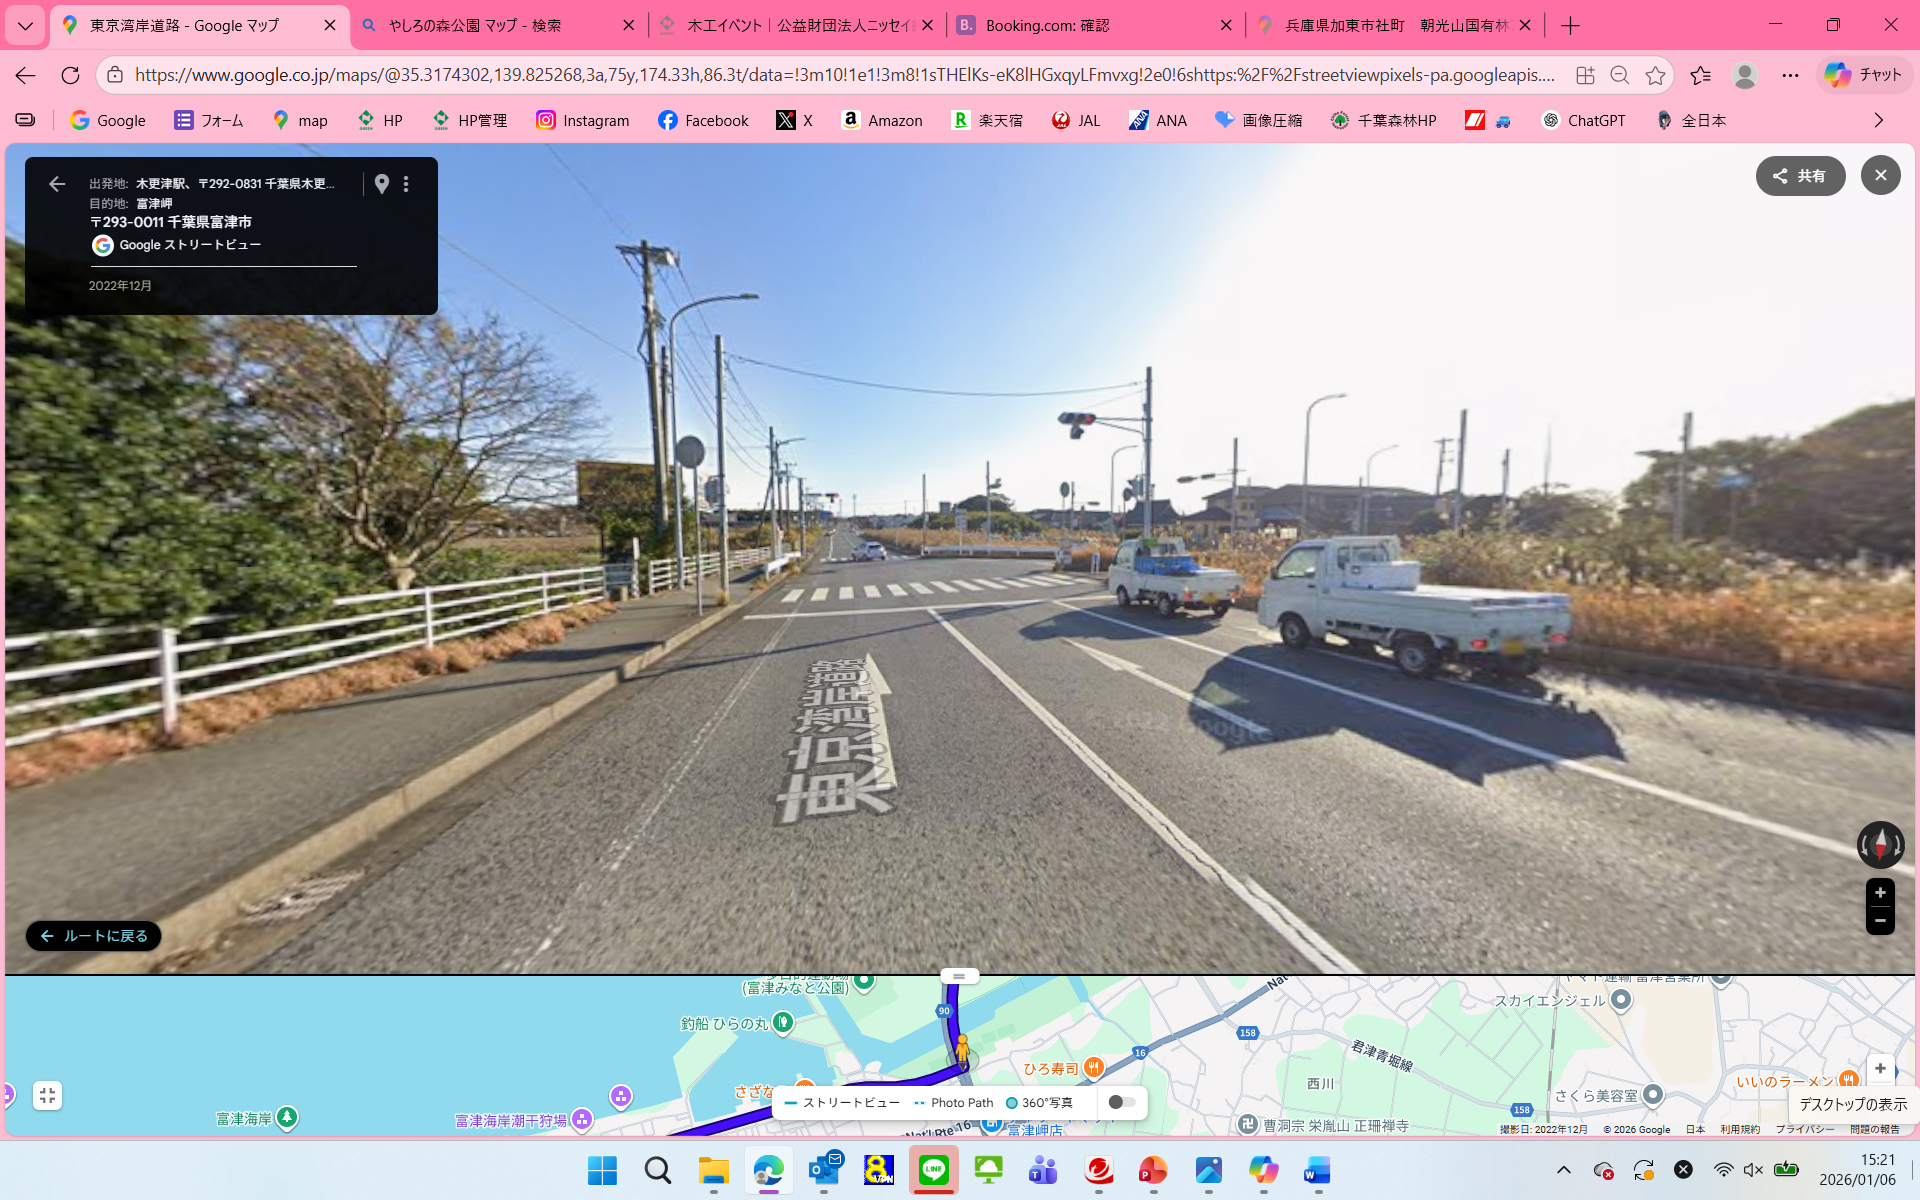 東京湾岸道路 - Google マップ
やしろの森公園 マップ - 検索
木工イベント｜公益財団法人ニッセイ
Booking.com: 確認
兵庫県加東市社町 朝光山国有林
https://www.google.co.jp/maps/@35.3174302,139.825268,3a,75y,174.33h,86.3t/data=!3m10!1e1!3m8!1sTHElKs-eK8lHGxqyLFmvxg!2e0!6shttps:%2F%2Fstreetviewpixels-pa.googleapis....
チャット
Google
フォーム
map
HP
HP管理
Instagram
Facebook
X
Amazon
楽天宿
JAL
ANA
画像圧縮
千葉森林HP
ChatGPT
全日本
出発地: 木更津駅、〒292-0831 千葉県木更...
目的地: 富津岬
〒293-0011 千葉県富津市
Google ストリートビュー
2022年12月
共有
東京湾岸道路
© 2022 Google
ルートに戻る
(富津みなと公園)
釣船 ひらの丸
90
さざな
富津海岸
富津海岸潮干狩場
ひろ寿司
16
158
君津青堀線
西川
スカイエンジェル
さくら美容室
いいのラーメン
158
曹洞宗 栄胤山 正珊禅寺
Nat'l Rte 16
富津岬店
ストリートビュー
Photo Path
360°写真
デスクトップの表示
撮影日: 2022年12月
© 2026 Google
日本
利用規約
プライバシー
問題の報告
15:21
2026/01/06